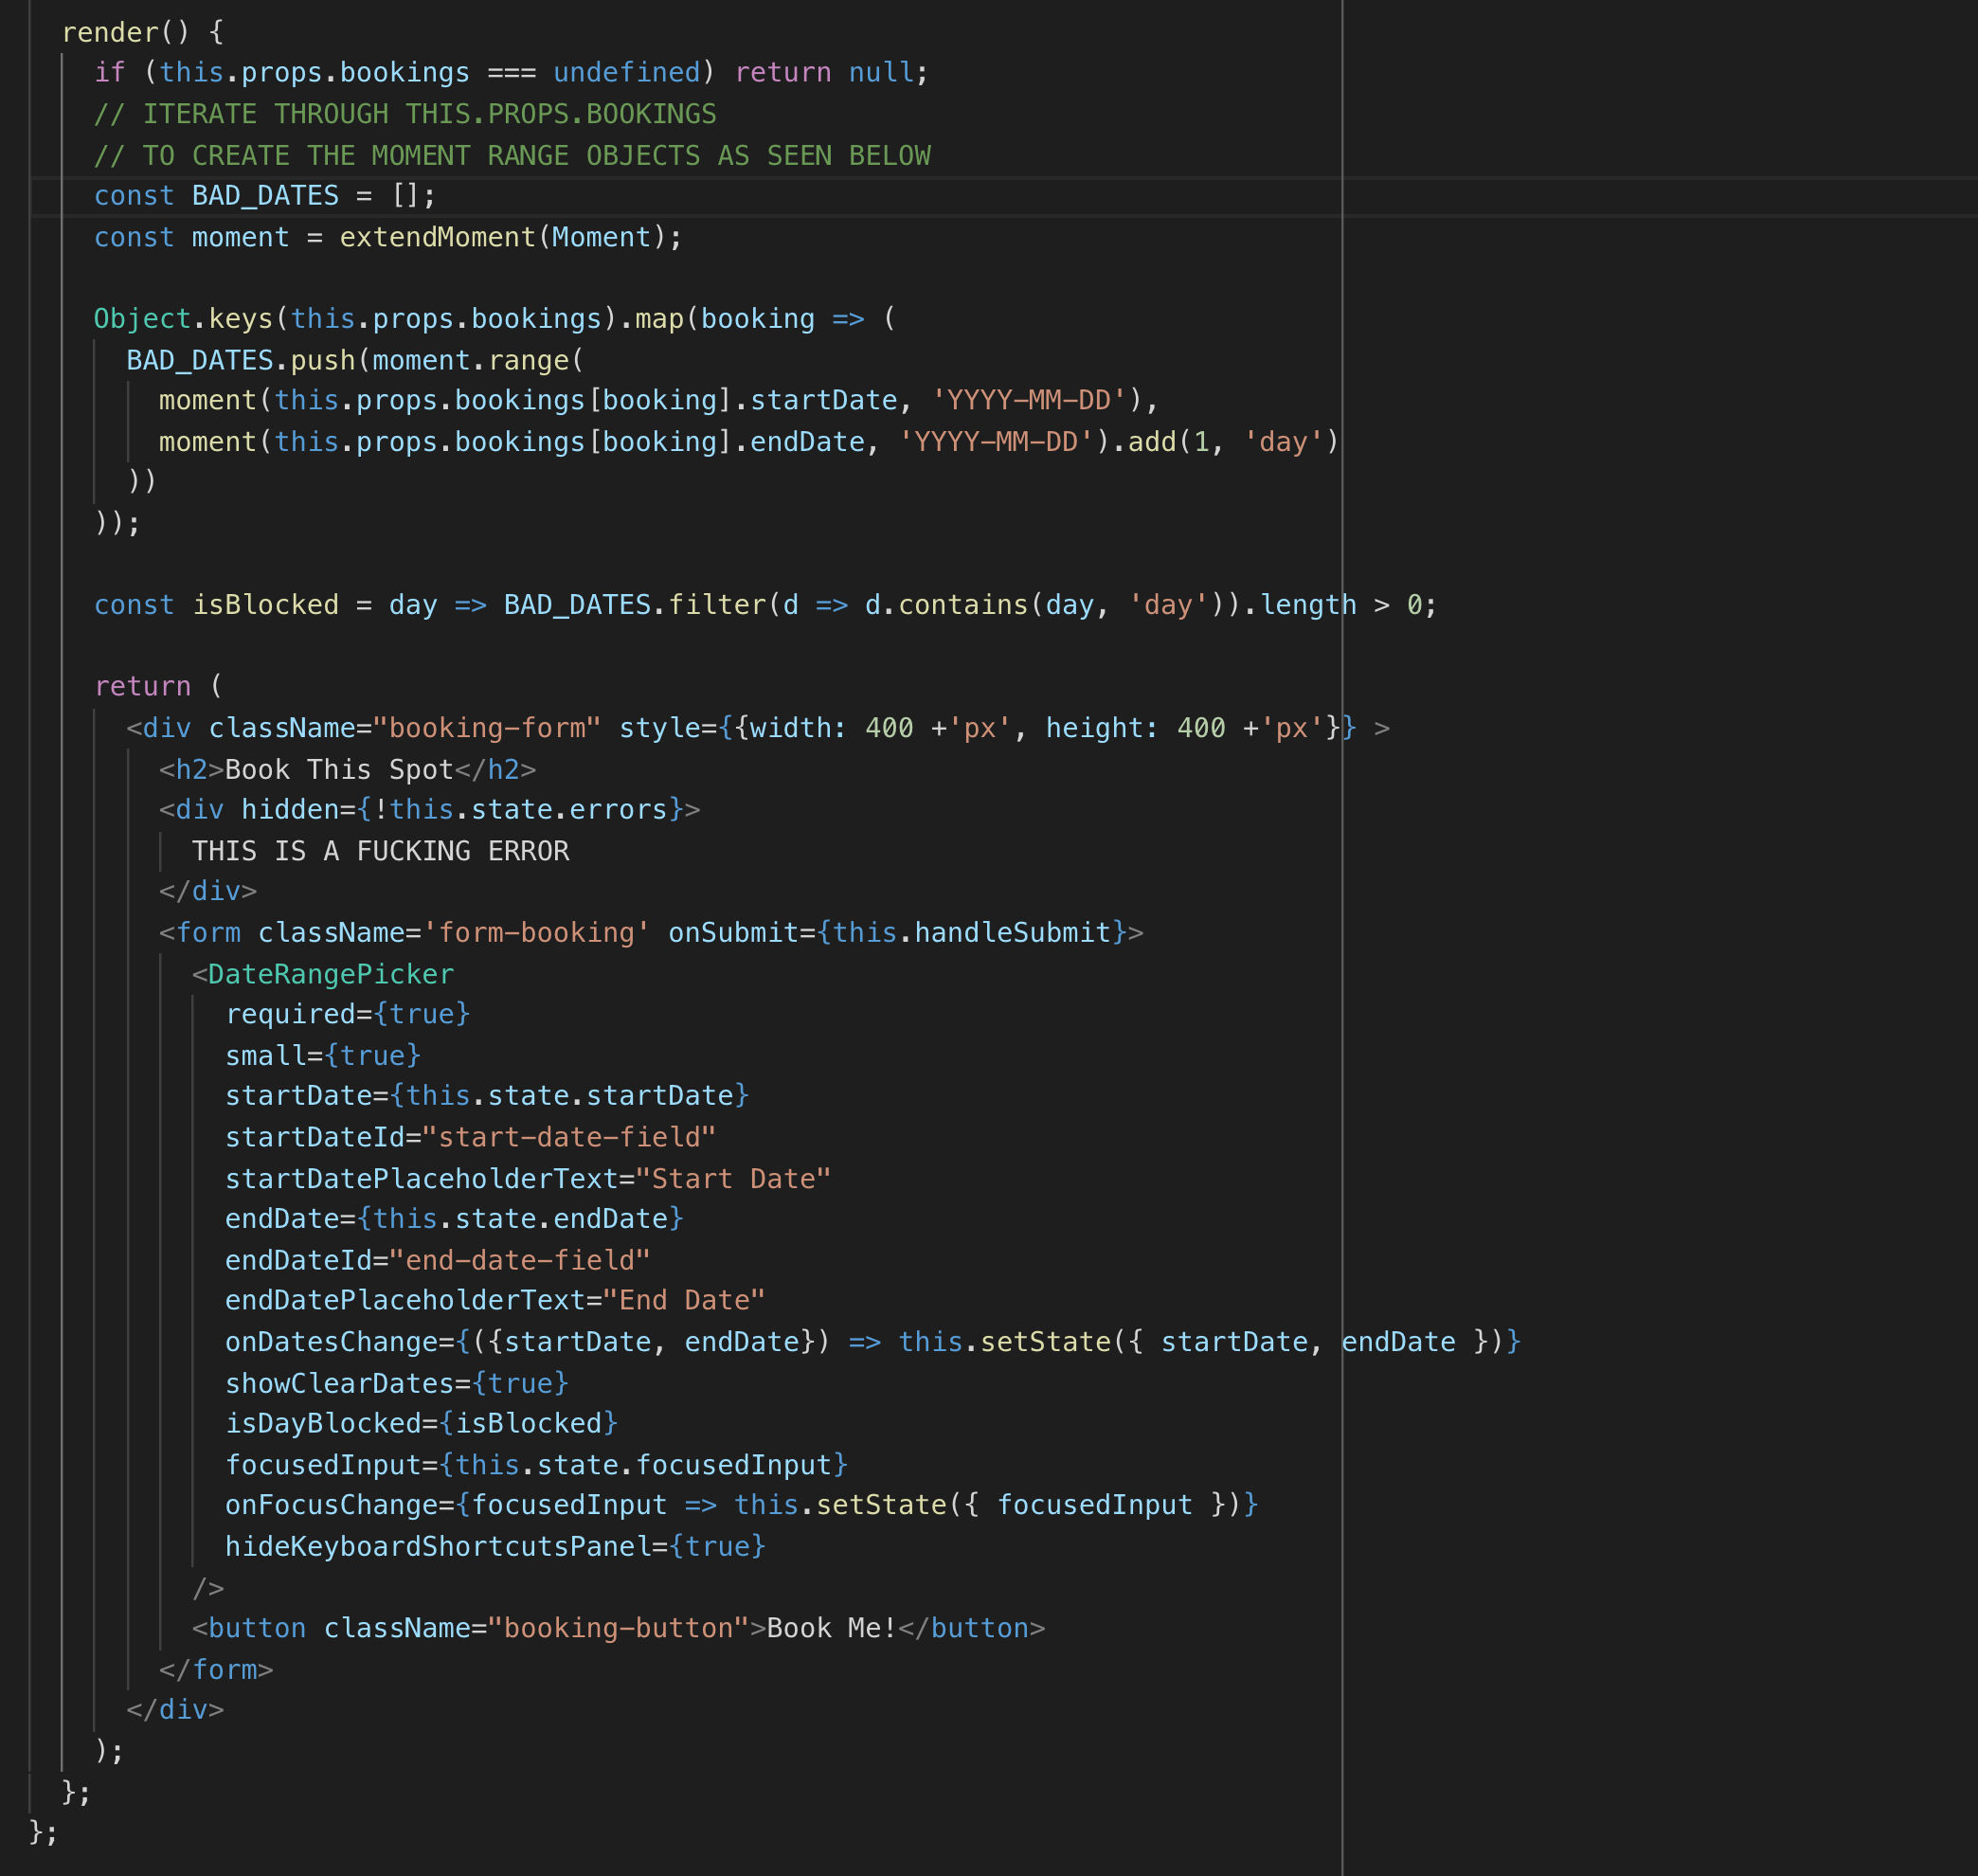 render() {
if (this.props.bookings === undefined) return null;
// ITERATE THROUGH THIS.PROPS.BOOKINGS
// TO CREATE THE MOMENT RANGE OBJECTS AS SEEN BELOW
const BAD_DATES = [];
const moment = extendMoment(Moment);
Object.keys(this.props.bookings).map(booking => (
BAD_DATES.push(moment.range(
moment(this.props.bookings[booking].startDate, 'YYYY-MM-DD'),
moment(this.props.bookings[booking].endDate, 'YYYY-MM-DD').add(1, 'day')
))
));
const isBlocked = day => BAD_DATES.filter(d => d.contains(day, 'day')).length > 0;
return (
<div className="booking-form" style={{width: 400 +'px', height: 400 +'px'}} >
<h2>Book This Spot</h2>
<div hidden={!this.state.errors}>
THIS IS A FUCKING ERROR
</div>
<form className='form-booking' onSubmit={this.handleSubmit}>
<DateRangePicker
required={true}
small={true}
startDate={this.state.startDate}
startDateId="start-date-field"
startDatePlaceholderText="Start Date"
endDate={this.state.endDate}
endDateId="end-date-field"
endDatePlaceholderText="End Date"
onDatesChange={({startDate, endDate}) => this.setState({ startDate, endDate })}
showClearDates={true}
isDayBlocked={isBlocked}
focusedInput={this.state.focusedInput}
onFocusChange={focusedInput => this.setState({ focusedInput })}
hideKeyboardShortcutsPanel={true}
/>
<button className="booking-button">Book Me!</button>
</form>
</div>
);
};
};